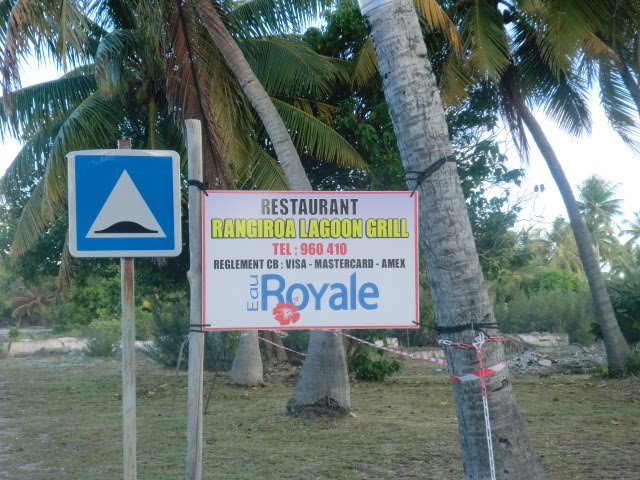 RESTAURANT
RANGIROA LAGOON GRILL
TEL : 960 410
REGLEMENT CB : VISA - MASTERCARD - AMEX
Eau Royale